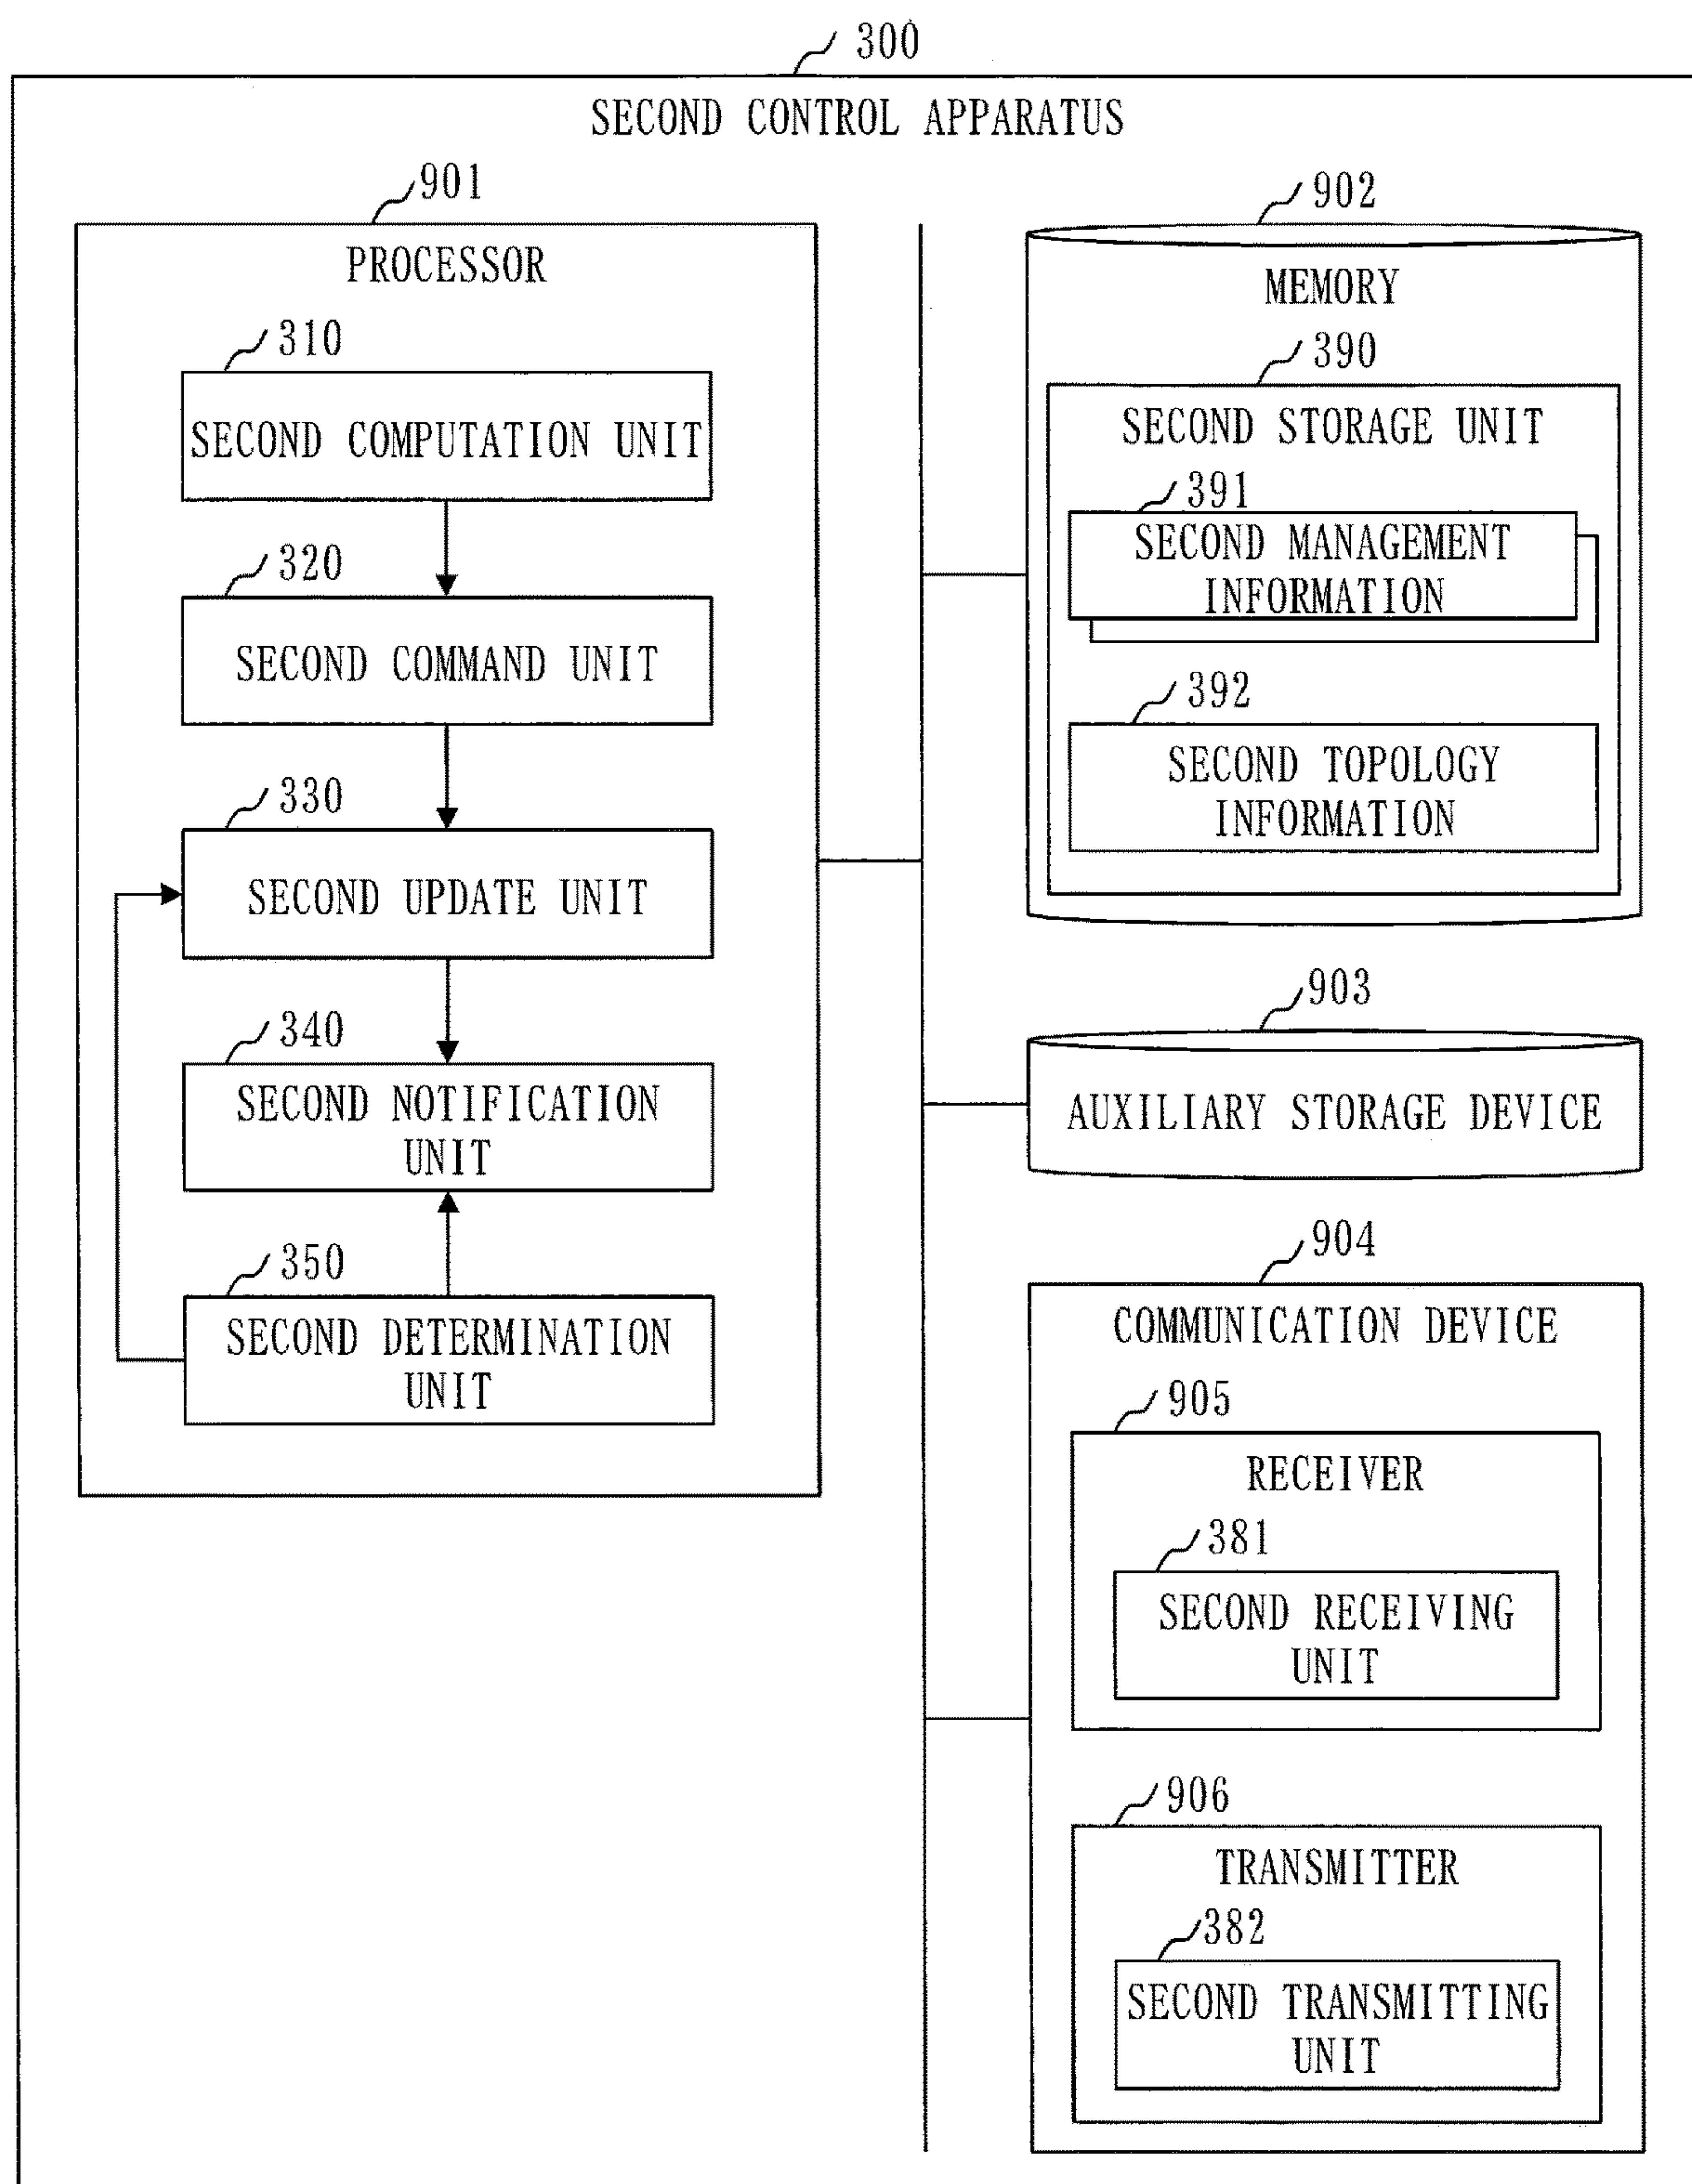 300
SECOND CONTROL APPARATUS
901
PROCESSOR
310
SECOND COMPUTATION UNIT
320
SECOND COMMAND UNIT
330
SECOND UPDATE UNIT
340
SECOND NOTIFICATION
UNIT
350
SECOND DETERMINATION
UNIT
902
MEMORY
390
SECOND STORAGE UNIT
391
SECOND MANAGEMENT
INFORMATION
392
SECOND TOPOLOGY
INFORMATION
903
AUXILIARY STORAGE DEVICE
904
COMMUNICATION DEVICE
905
RECEIVER
381
SECOND RECEIVING
UNIT
906
TRANSMITTER
382
SECOND TRANSMITTING
UNIT